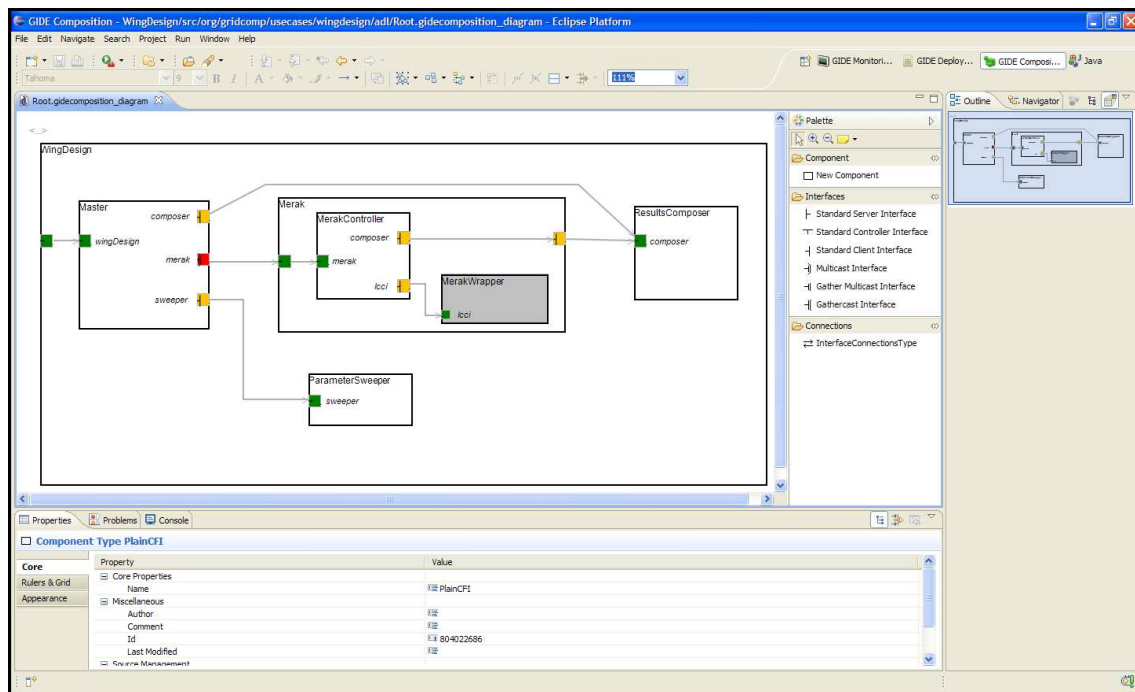 GIDE Composition - WingDesign/src/org/gridcomp/usecases/wingdesign/adl/Root.gidecomposition_diagram - Eclipse Platform
File Edit Navigate Search Project Run Window Help
GIDE Monitori... GIDE Deploy... GIDE Composi... Java
Tahoma 9 B I A 111%
Root.gidecomposition_diagram
Outline Navigator
<...>
WingDesign
Master
composer
wingDesign
merak
sweeper
Merak
MerakController
composer
merak
lcci
MerakWrapper
lcci
ResultsComposer
composer
ParameterSweeper
sweeper
Palette
Component
New Component
Interfaces
Standard Server Interface
Standard Controller Interface
Standard Client Interface
Multicast Interface
Gather Multicast Interface
Gathercast Interface
Connections
InterfaceConnectionsType
Properties Problems Console
Component Type PlainCFI
Core
Rulers & Grid
Appearance
Property Value
Core Properties
Name PlainCFI
Miscellaneous
Author
Comment
Id 804022686
Last Modified
Source Management